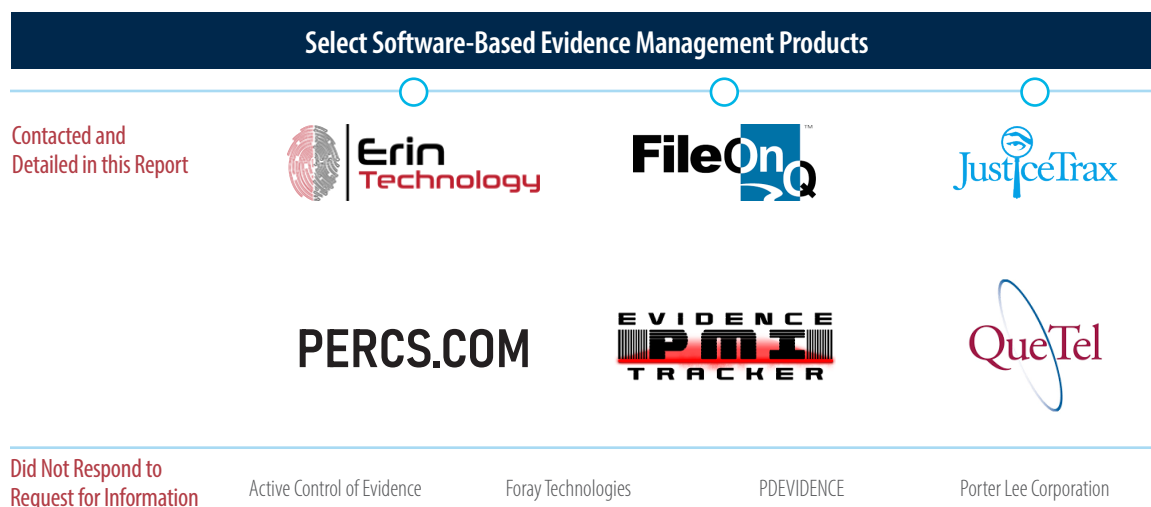 Select Software-Based Evidence Management Products
Contacted and
Detailed in this Report
Erin
Technology
FileOnQ
TM
JusticeTrax
PERCS.COM
EVIDENCE
PMI
TRACKER
QueTel
Did Not Respond to
Request for Information
Active Control of Evidence
Foray Technologies
PDEVIDENCE
Porter Lee Corporation